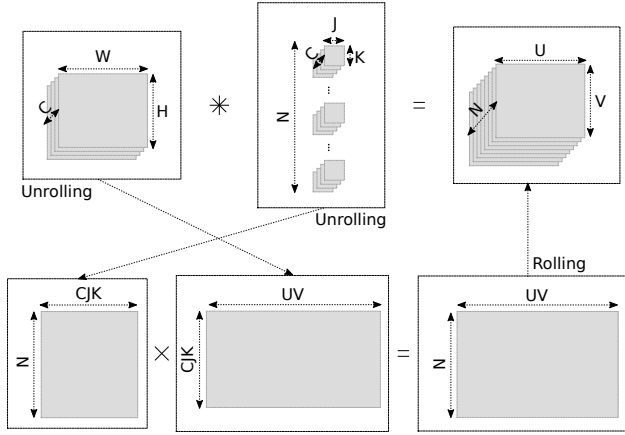 W
C
H
*
J
C
K
N
...
...
=
U
N
V
Unrolling
Unrolling
Rolling
CJK
N
×
UV
CJK
=
UV
N